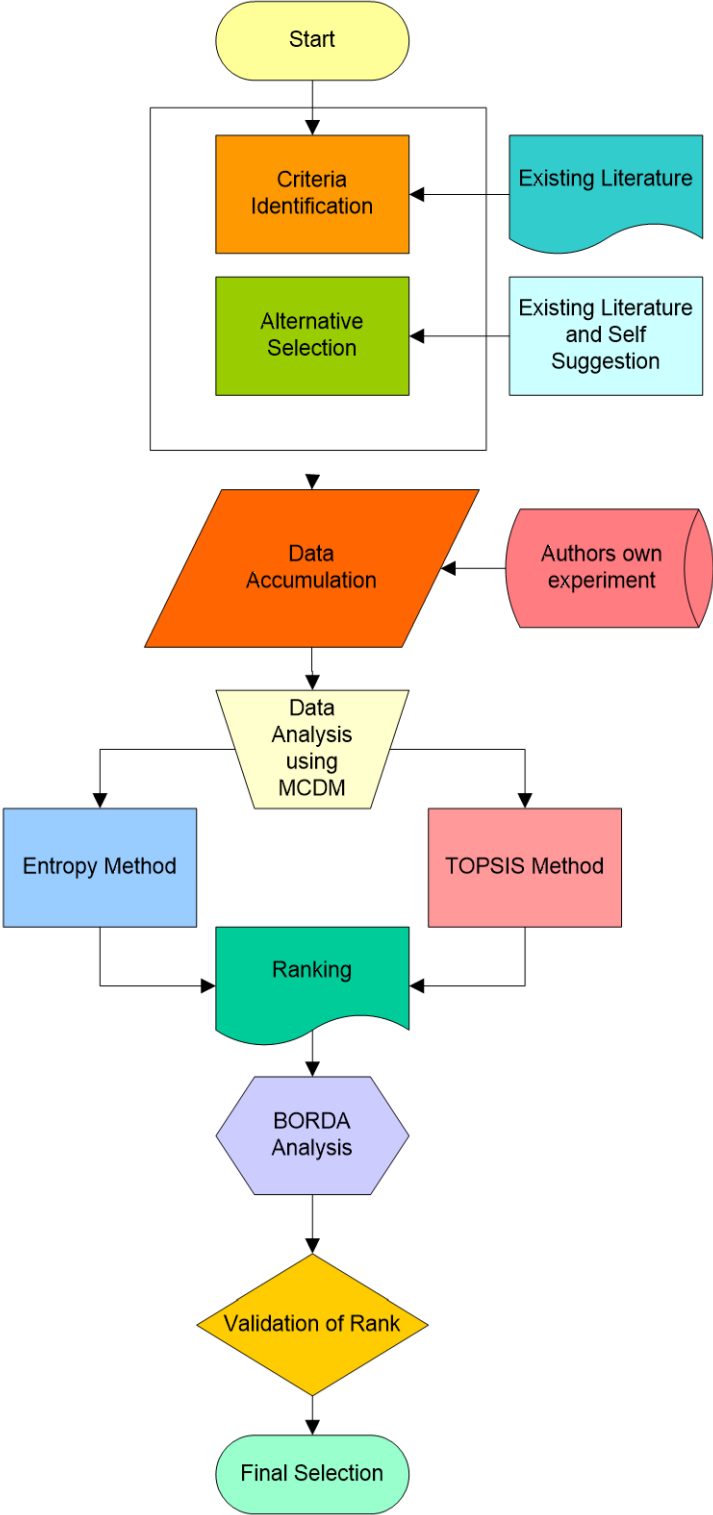 Start
Criteria
Identification
Existing Literature
Alternative
Selection
Existing Literature
and Self
Suggestion
Data
Accumulation
Authors own
experiment
Data
Analysis
using
MCDM
Entropy Method
TOPSIS Method
Ranking
BORDA
Analysis
Validation of Rank
Final Selection